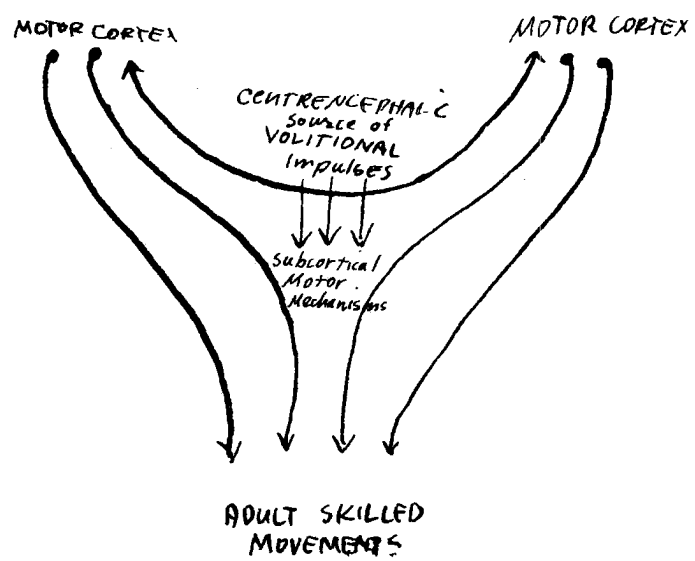 MOTOR CORTEX
MOTOR CORTEX
CENTRENCEPHALIC
Source of
VOLITIONAL
Impulses
Subcortical
Motor
Mechanisms
ADULT SKILLED
MOVEMENTS